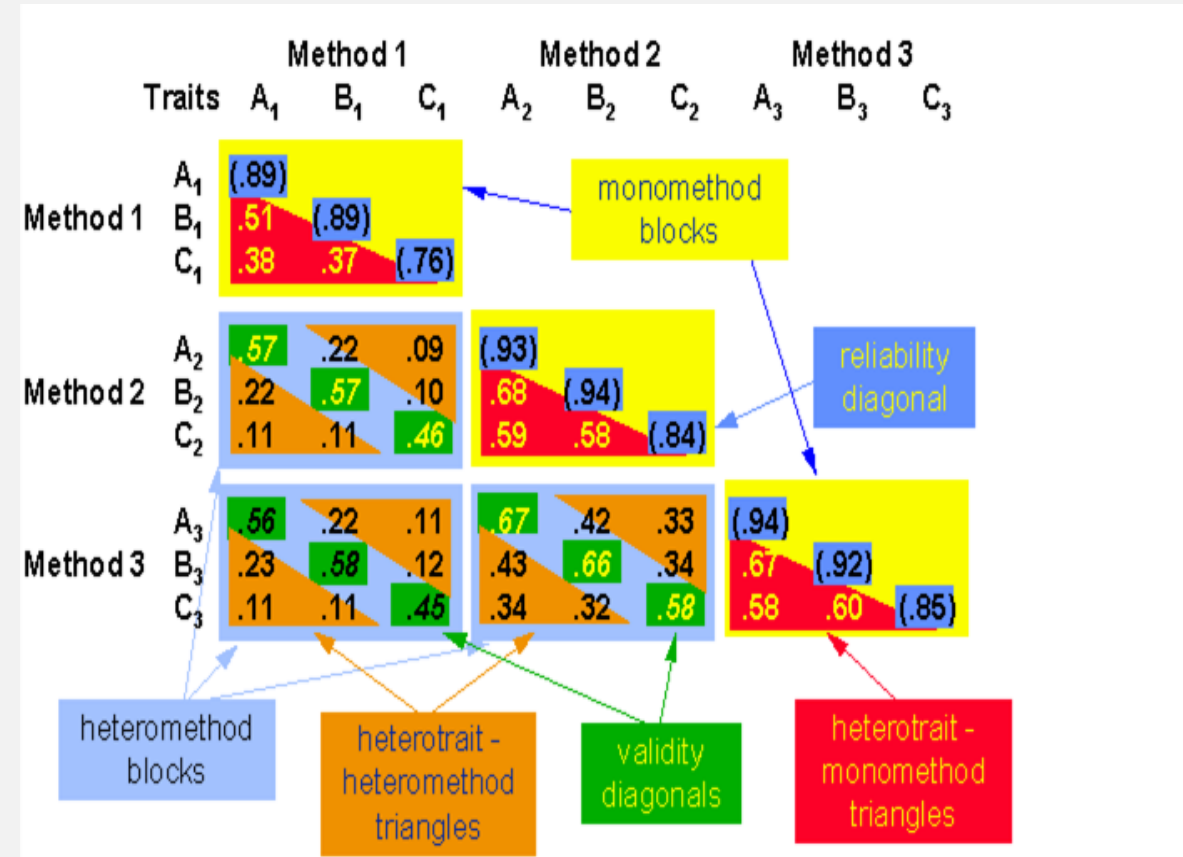 Method 1 Method 2 Method 3
Traits A₁ B₁ C₁ A₂ B₂ C₂ A₃ B₃ C₃
A₁ (.89)
Method 1 B₁ .51 (.89)
C₁ .38 .37 (.76)
monomethod
blocks
A₂ .57 .22 .09 (.93)
Method 2 B₂ .22 .57 .10 .68 (.94)
C₂ .11 .11 .46 .59 .58 (.84)
reliability
diagonal
A₃ .56 .22 .11 .67 .42 .33 (.94)
Method 3 B₃ .23 .58 .12 .43 .66 .34 .67 (.92)
C₃ .11 .11 .45 .34 .32 .58 .58 .60 (.85)
heteromethod
blocks
heterotrait -
heteromethod
triangles
validity
diagonals
heterotrait -
monomethod
triangles